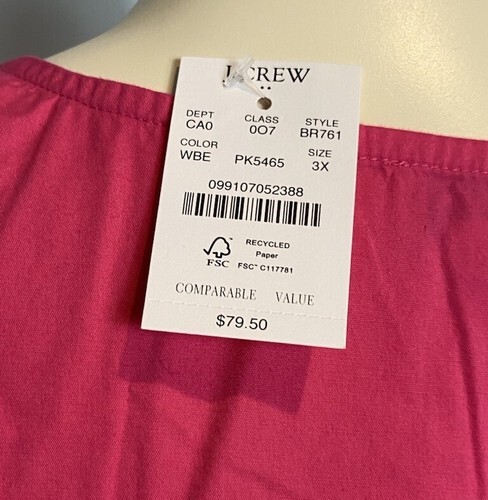 J.CREW
DEPT CLASS STYLE
CA0 0O7 BR761
COLOR SIZE
WBE PK5465 3X
099107052388
RECYCLED
Paper
FSC FSC™ C117781
COMPARABLE VALUE
$79.50